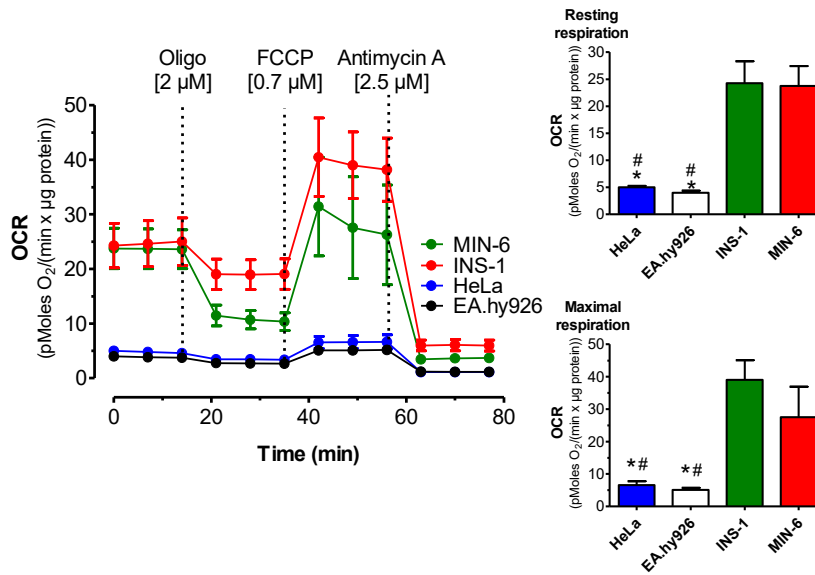 Oligo
[2 µM]
FCCP
[0.7 µM]
Antimycin A
[2.5 µM]
50
40
30
20
10
0
OCR
(pMoles O₂/(min x µg protein))
0
20
40
60
80
Time (min)
MIN-6
INS-1
HeLa
EA.hy926
Resting
respiration
30
25
20
15
10
5
0
OCR
(pMoles O₂/(min x µg protein))
#
*
#
*
HeLa
EA.hy926
INS-1
MIN-6
Maximal
respiration
50
40
30
20
10
0
OCR
(pMoles O₂/(min x µg protein))
*#
*#
HeLa
EA.hy926
INS-1
MIN-6